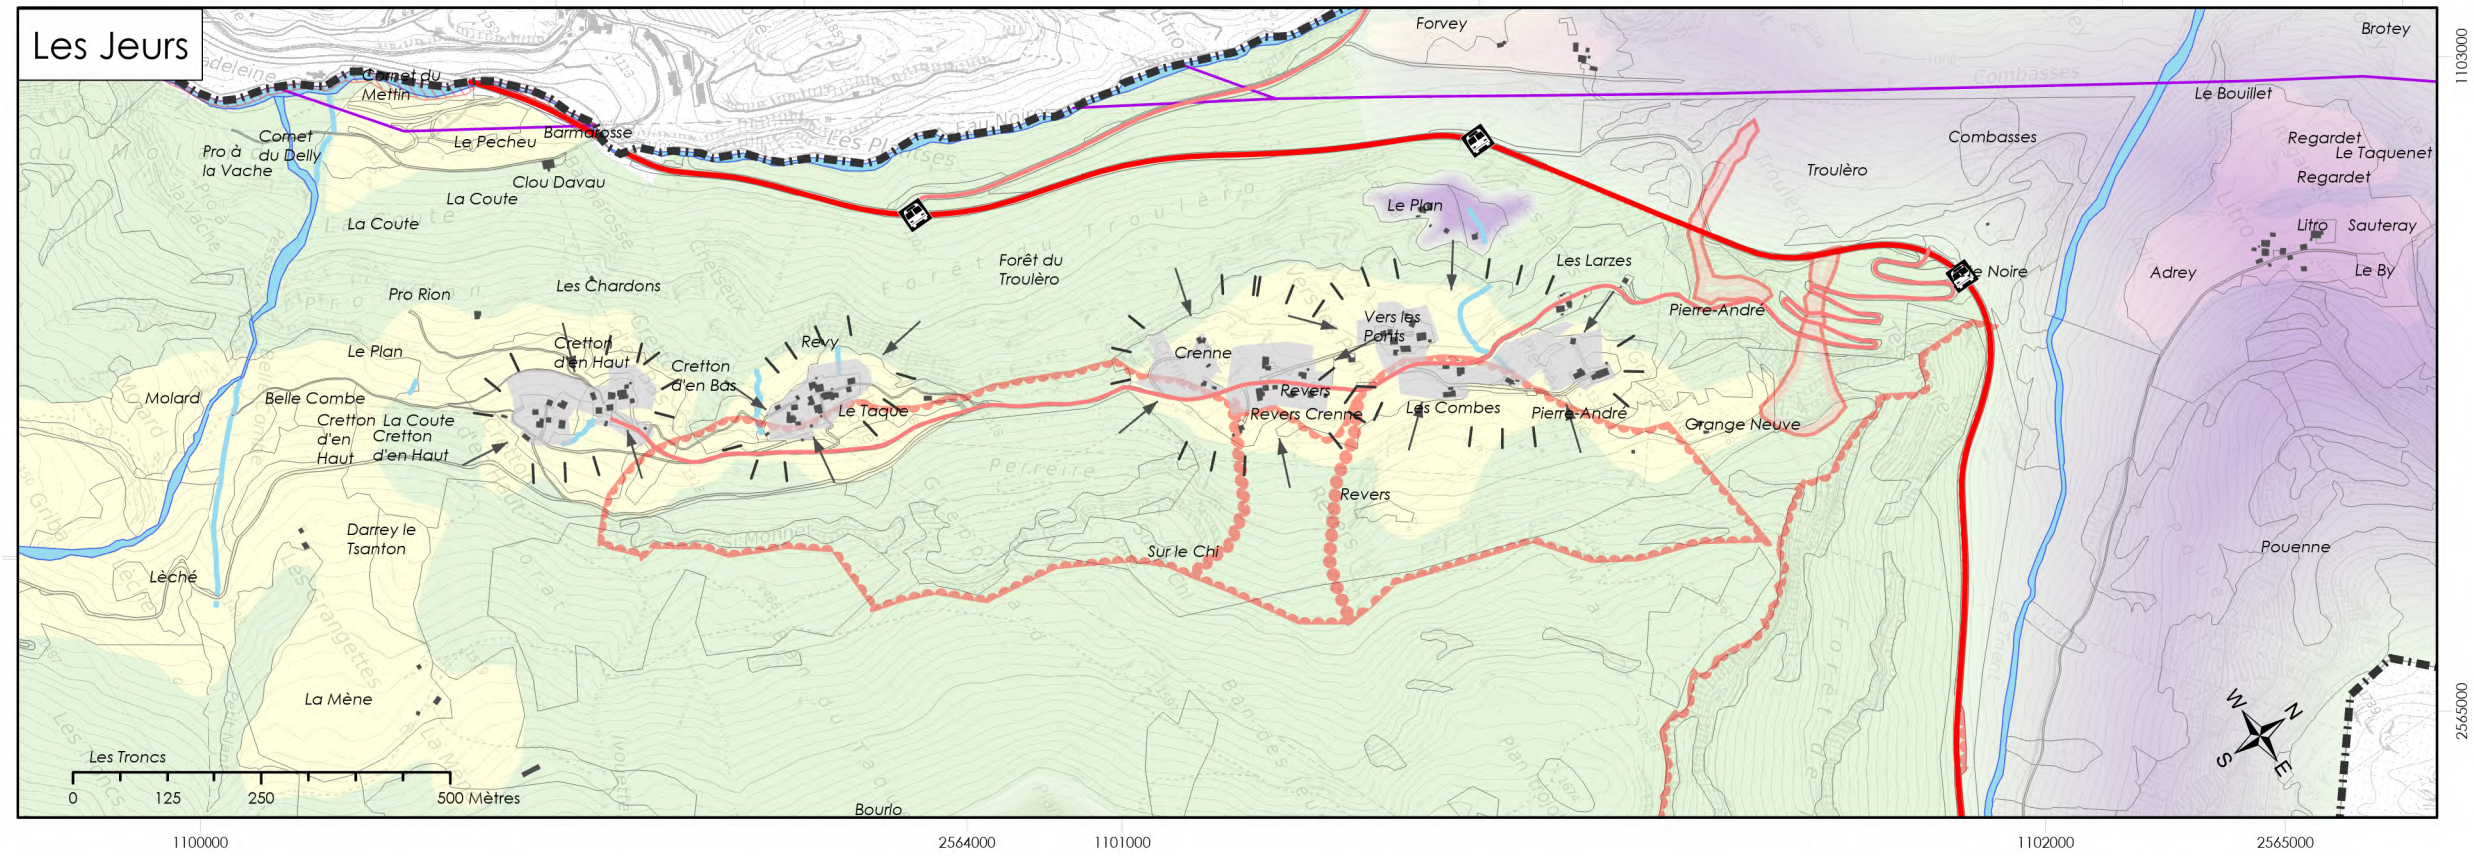 Les Jeurs
Forvey
Brotey
1103000
Cornet du
Mettin
Combasses
Le Bouillet
Eau Noire
Les Planisses
Cornet
du Delly
Pro à
la Vache
Le Pecheu
Barmarosse
Clou Davau
La Coute
La Coute
Combasses
Troulèro
Regardet
Le Taquenet
Regardet
Le Plan
Litro
Sauteray
Adrey
Le By
Forêt du
Troulèro
Les Larzes
Pierre-André
Pro Rion
Les Chardons
Le Plan
Cretton
d'en Haut
Revy
Cretton
d'en Bas
Le Taque
Crenne
Vers les
Ponts
Revers
Revers Crenne
Les Combes
Pierre-André
Grange Neuve
Molard
Belle Combe
Cretton
d'en
Haut
La Coute
Cretton
d'en Haut
Perreire
Revers
Darrey le
Tsanton
Sur le Chi
Lèché
Pouenne
La Mène
Les Troncs
Bourlo
0
125
250
500 Mètres
W
N
S
E
2565000
1100000
2564000
1101000
1102000
2565000